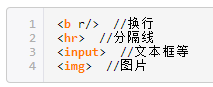 1 <b r/> //换行
2 <hr> //分隔线
3 <input> //文本框等
4 <img> //图片